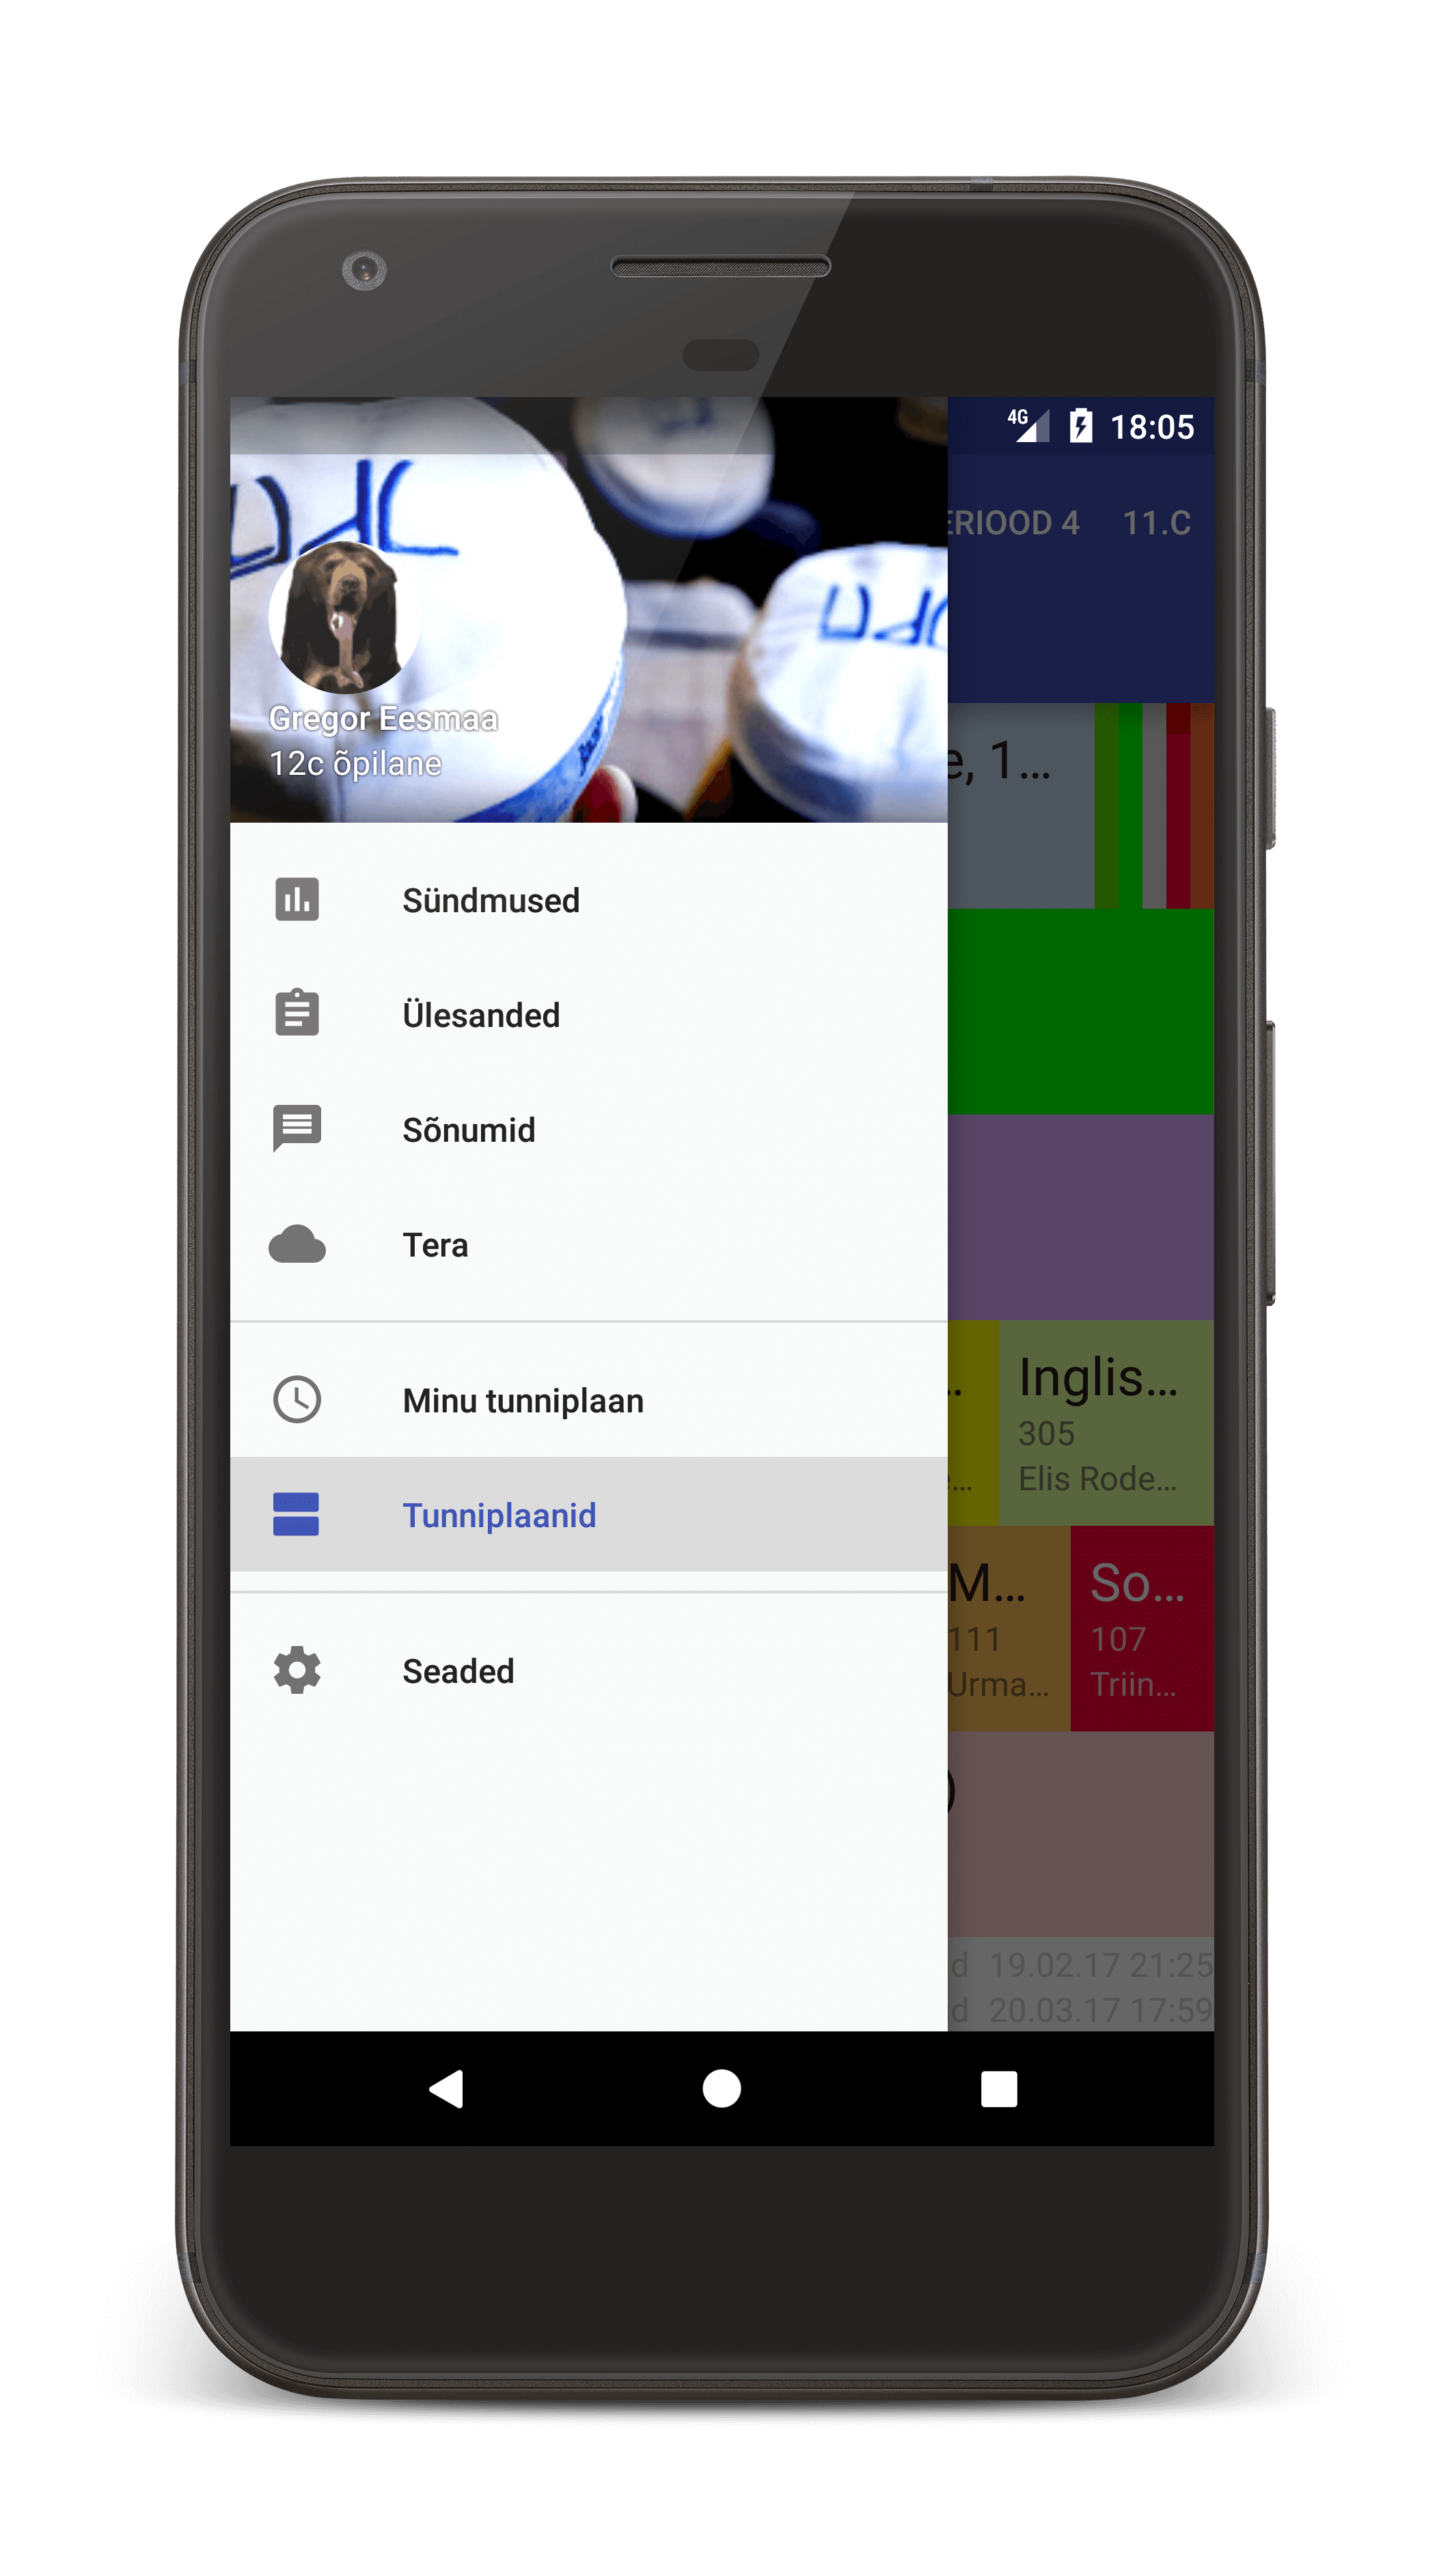 4G
18:05
ERIOOD 4
11.C
Gregor Eesmaa
12c õpilane
e, 1...
Sündmused
Ülesanded
Sõnumid
Tera
Minu tunniplaan
Tunniplaanid
Seaded
Inglis...
305
Elis Rode...
M...
111
Urma...
So...
107
Triin...
d 19.02.17 21:25
d 20.03.17 17:59